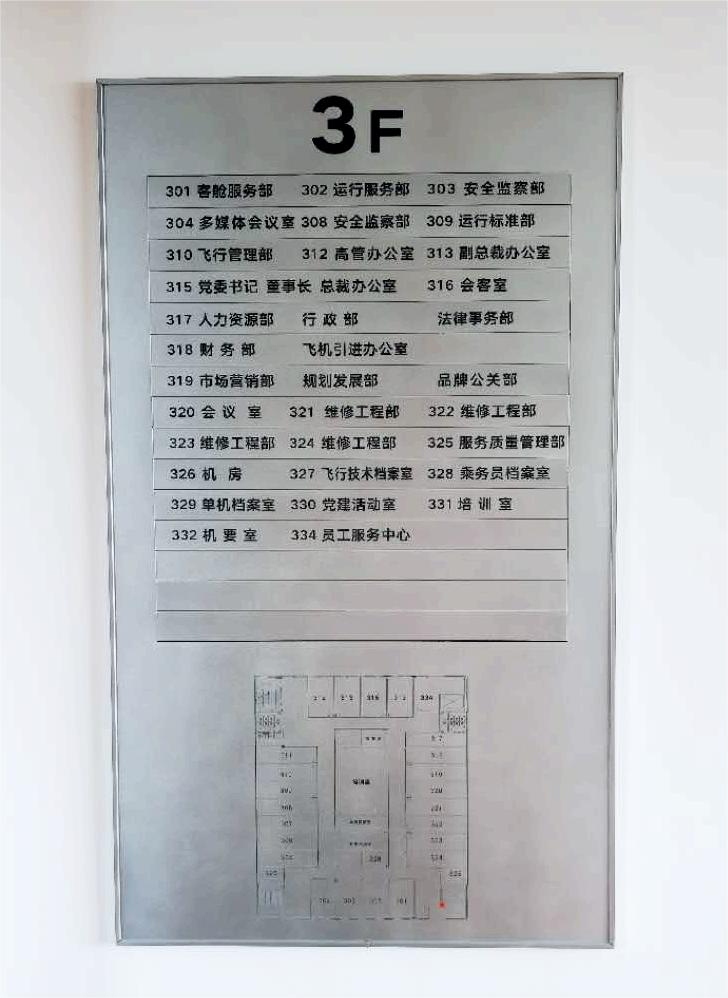 3F
301 客舱服务部 302 运行服务部 303 安全监察部
304 多媒体会议室 308 安全监察部 309 运行标准部
310 飞行管理部 312 高管办公室 313 副总裁办公室
315 党委书记 董事长 总裁办公室 316 会客室
317 人力资源部 行政部 法律事务部
318 财务部 飞机引进办公室
319 市场营销部 规划发展部 品牌公关部
320 会议室 321 维修工程部 322 维修工程部
323 维修工程部 324 维修工程部 325 服务质量管理部
326 机房 327 飞行技术档案室 328 乘务员档案室
329 单机档案室 330 党建活动室 331 培训室
332 机要室 334 员工服务中心
334
培训室